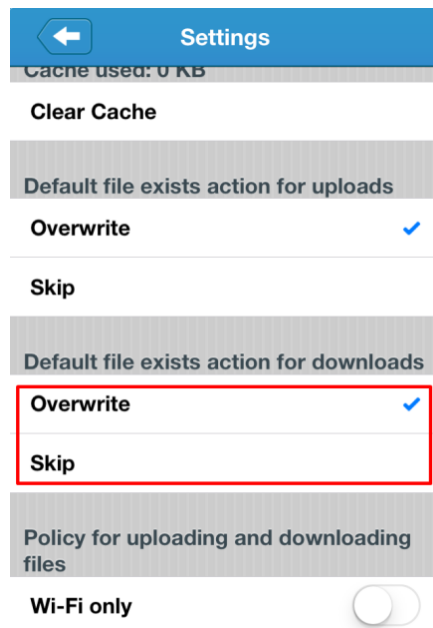 Settings
Cache used: 0 KB
Clear Cache
Default file exists action for uploads
Overwrite
Skip
Default file exists action for downloads
Overwrite
Skip
Policy for uploading and downloading
files
Wi-Fi only